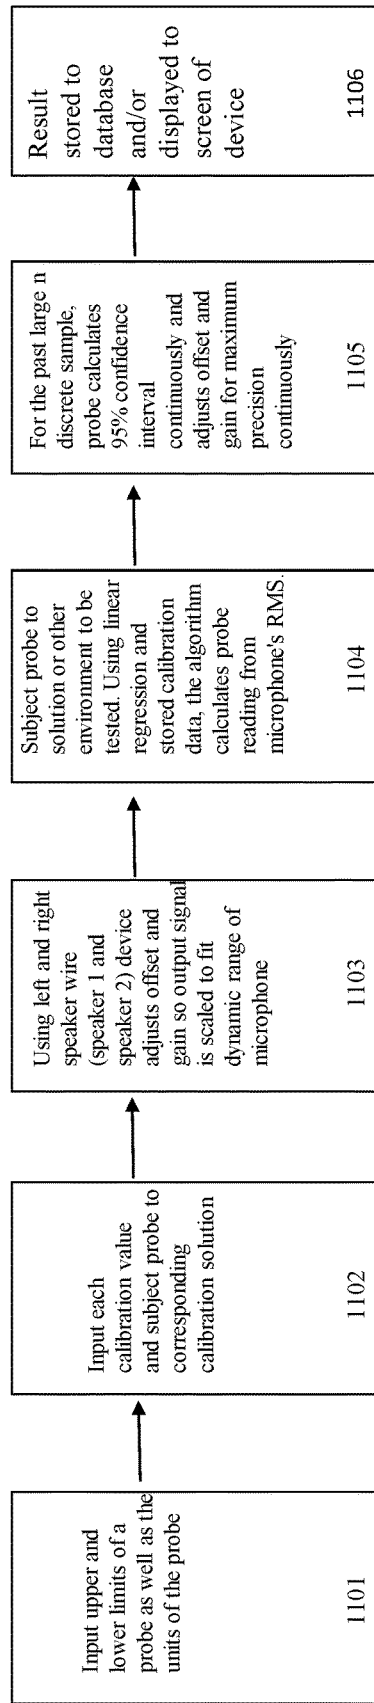 Input upper and
lower limits of a
probe as well as the
units of the probe
1101
Input each
calibration value
and subject probe to
corresponding
calibration solution
1102
Using left and right
speaker wire
(speaker 1 and
speaker 2) device
adjusts offset and
gain so output signal
is scaled to fit
dynamic range of
microphone
1103
Subject probe to
solution or other
environment to be
tested. Using linear
regression and
stored calibration
data, the algorithm
calculates probe
reading from
microphone's RMS.
1104
For the past large n
discrete sample,
probe calculates
95% confidence
interval
continuously and
adjusts offset and
gain for maximum
precision
continuously
1105
Result
stored to
database
and/or
displayed to
screen of
device
1106